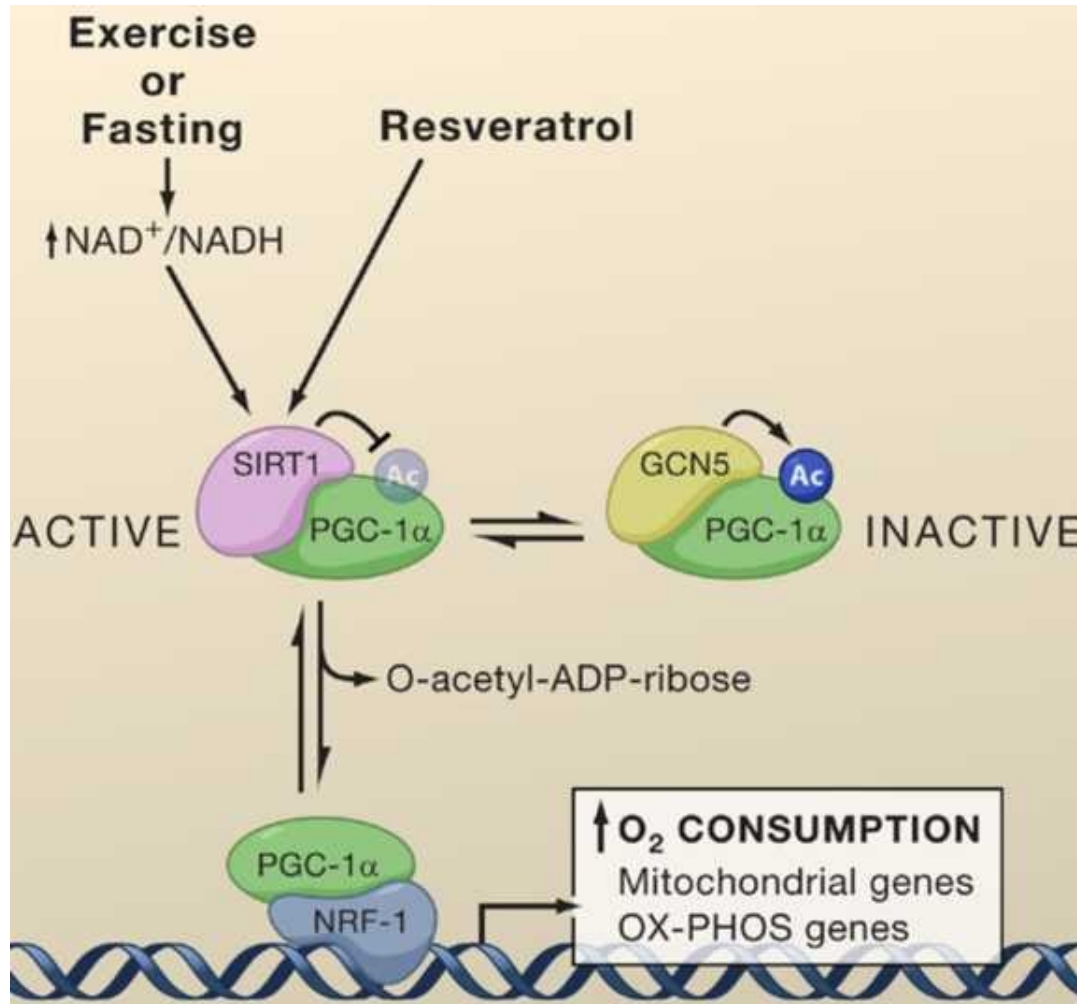 Exercise
or
Fasting
Resveratrol
NAD⁺/NADH
SIRT1
Ac
PGC-1α
ACTIVE
GCN5
Ac
PGC-1α
INACTIVE
O-acetyl-ADP-ribose
PGC-1α
NRF-1
O₂ CONSUMPTION
Mitochondrial genes
OX-PHOS genes